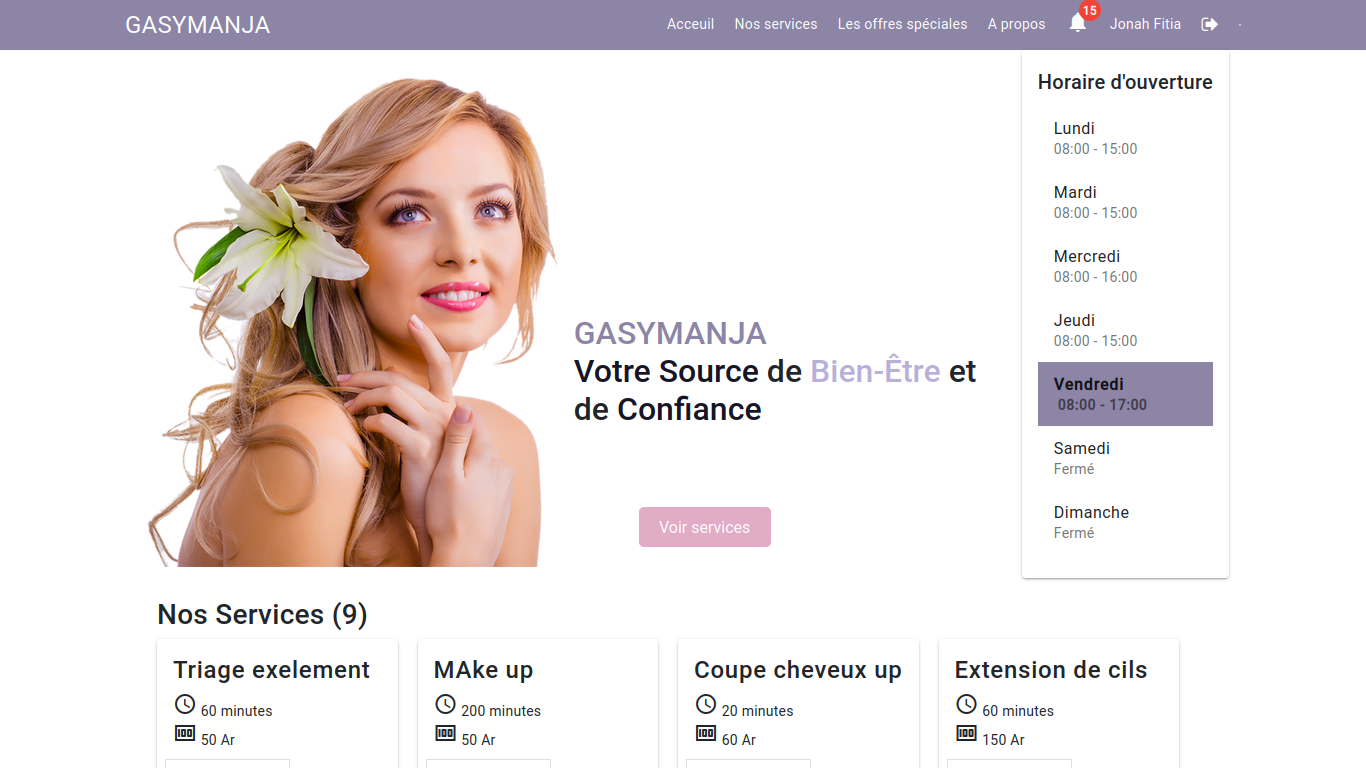 GASYMANJA
Acceuil
Nos services
Les offres spéciales
A propos
15
Jonah Fitia
Horaire d'ouverture
Lundi
08:00 - 15:00
Mardi
08:00 - 15:00
Mercredi
08:00 - 16:00
Jeudi
08:00 - 15:00
Vendredi
08:00 - 17:00
Samedi
Fermé
Dimanche
Fermé
GASYMANJA
Votre Source de Bien-Être et
de Confiance
Voir services
Nos Services (9)
Triage exelement
60 minutes
100 50 Ar
MAke up
200 minutes
100 50 Ar
Coupe cheveux up
20 minutes
100 60 Ar
Extension de cils
60 minutes
100 150 Ar